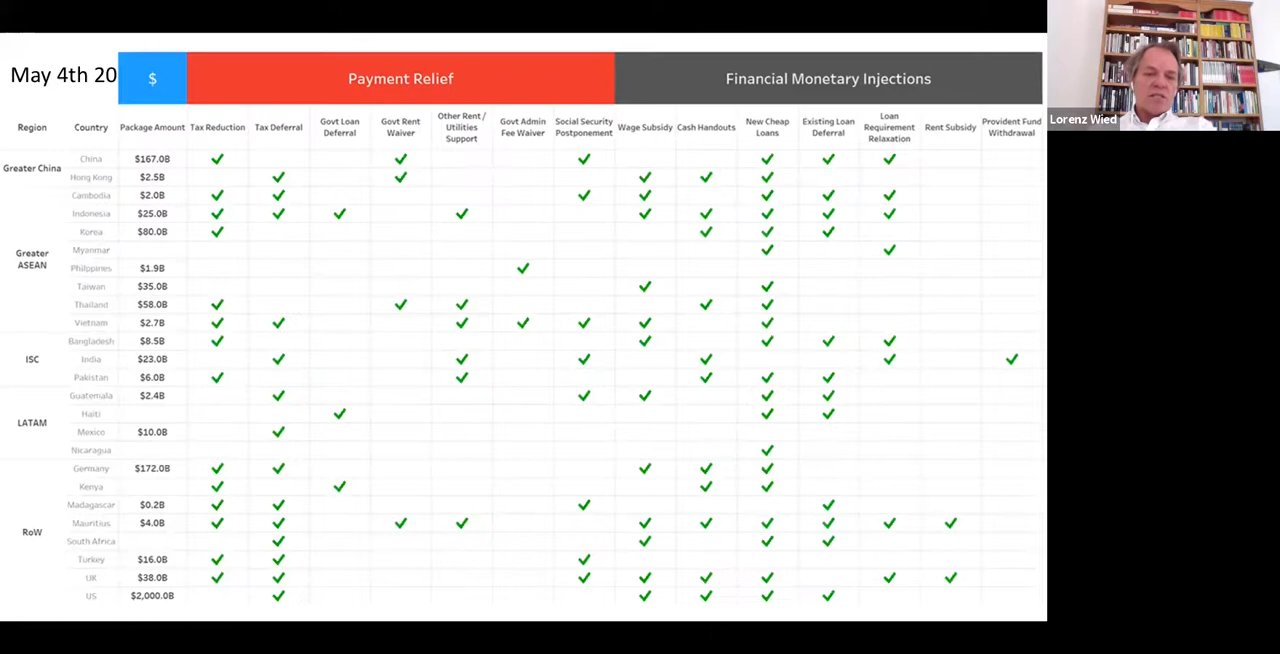 May 4th 20
$
Payment Relief
Financial Monetary Injections
Lorenz Wied
Region Country Package Amount Tax Reduction Tax Deferral Govt Loan Deferral Govt Rent Waiver Other Rent / Utilities Support Govt Admin Fee Waiver Social Security Postponement Wage Subsidy Cash Handouts New Cheap Loans Existing Loan Deferral Loan Requirement Relaxation Rent Subsidy Provident Fund Withdrawal
Greater China
China $167.0B ✓ ✓ ✓ ✓ ✓ ✓
Hong Kong $2.5B ✓ ✓ ✓ ✓ ✓
Greater ASEAN
Cambodia $2.0B ✓ ✓ ✓ ✓ ✓ ✓ ✓
Indonesia $25.0B ✓ ✓ ✓ ✓ ✓ ✓ ✓ ✓ ✓
Korea $80.0B ✓ ✓ ✓ ✓
Myanmar ✓ ✓
Philippines $1.9B ✓
Taiwan $35.0B ✓ ✓
Thailand $58.0B ✓ ✓ ✓ ✓ ✓
Vietnam $2.7B ✓ ✓ ✓ ✓ ✓ ✓ ✓
ISC
Bangladesh $8.5B ✓ ✓ ✓ ✓ ✓
India $23.0B ✓ ✓ ✓ ✓ ✓ ✓
Pakistan $6.0B ✓ ✓ ✓ ✓ ✓
LATAM
Guatemala $2.4B ✓ ✓ ✓ ✓ ✓
Haiti ✓ ✓ ✓
Mexico $10.0B ✓
Nicaragua ✓
RoW
Germany $172.0B ✓ ✓ ✓ ✓ ✓
Kenya ✓ ✓ ✓ ✓
Madagascar $0.2B ✓ ✓ ✓ ✓
Mauritius $4.0B ✓ ✓ ✓ ✓ ✓ ✓ ✓ ✓ ✓ ✓
South Africa ✓ ✓ ✓ ✓
Turkey $16.0B ✓ ✓ ✓
UK $38.0B ✓ ✓ ✓ ✓ ✓ ✓ ✓ ✓
US $2,000.0B ✓ ✓ ✓ ✓ ✓